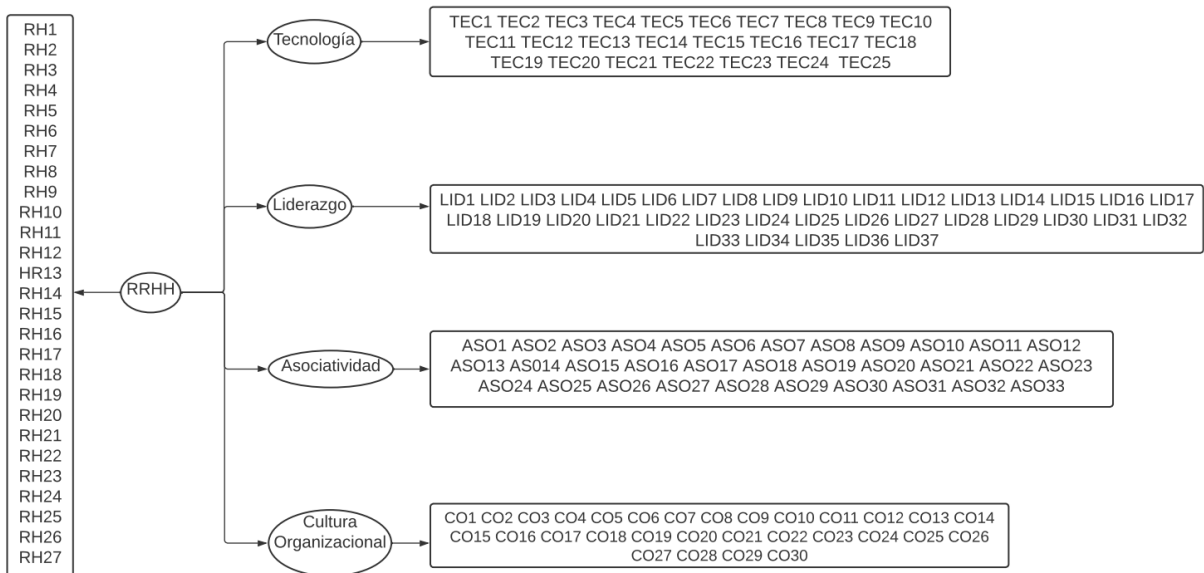 RH1
RH2
RH3
RH4
RH5
RH6
RH7
RH8
RH9
RH10
RH11
RH12
HR13
RH14
RH15
RH16
RH17
RH18
RH19
RH20
RH21
RH22
RH23
RH24
RH25
RH26
RH27
RRHH
Tecnología
TEC1 TEC2 TEC3 TEC4 TEC5 TEC6 TEC7 TEC8 TEC9 TEC10
TEC11 TEC12 TEC13 TEC14 TEC15 TEC16 TEC17 TEC18
TEC19 TEC20 TEC21 TEC22 TEC23 TEC24 TEC25
Liderazgo
LID1 LID2 LID3 LID4 LID5 LID6 LID7 LID8 LID9 LID10 LID11 LID12 LID13 LID14 LID15 LID16 LID17
LID18 LID19 LID20 LID21 LID22 LID23 LID24 LID25 LID26 LID27 LID28 LID29 LID30 LID31 LID32
LID33 LID34 LID35 LID36 LID37
Asociatividad
ASO1 ASO2 ASO3 ASO4 ASO5 ASO6 ASO7 ASO8 ASO9 ASO10 ASO11 ASO12
ASO13 AS014 ASO15 ASO16 ASO17 ASO18 ASO19 ASO20 ASO21 ASO22 ASO23
ASO24 ASO25 ASO26 ASO27 ASO28 ASO29 ASO30 ASO31 ASO32 ASO33
Cultura
Organizacional
CO1 CO2 CO3 CO4 CO5 CO6 CO7 CO8 CO9 CO10 CO11 CO12 CO13 CO14
CO15 CO16 CO17 CO18 CO19 CO20 CO21 CO22 CO23 CO24 CO25 CO26
CO27 CO28 CO29 CO30